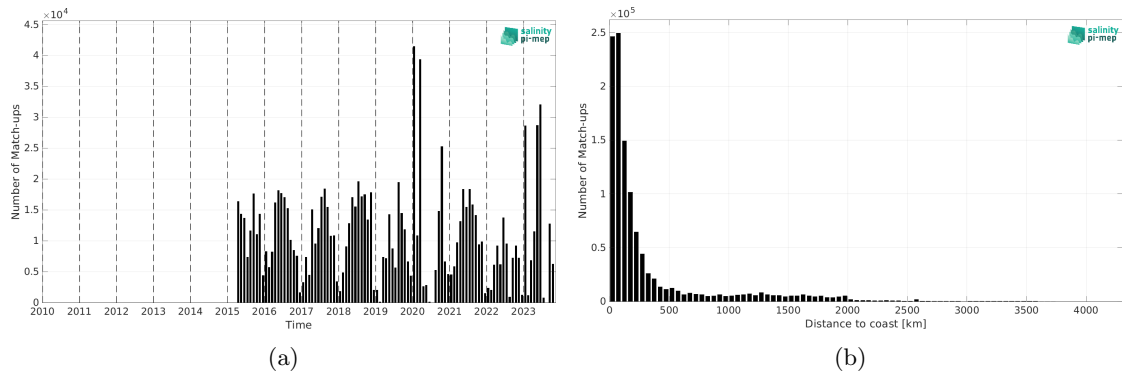 ×10⁴
4.5
4
3.5
3
2.5
2
1.5
1
0.5
0
Number of Match-ups
2010 2011 2012 2013 2014 2015 2016 2017 2018 2019 2020 2021 2022 2023
Time
salinity
pi-mep
(a)
×10⁵
2.5
2
1.5
1
0.5
0
Number of Match-ups
0 500 1000 1500 2000 2500 3000 3500 4000
Distance to coast [km]
salinity
pi-mep
(b)